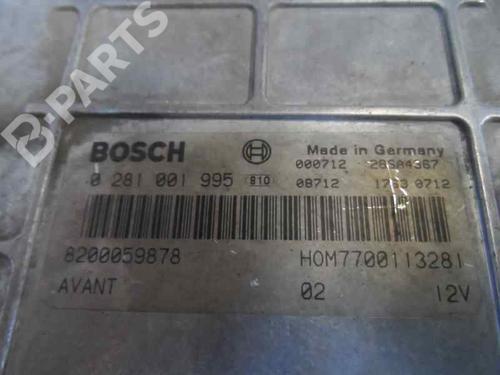 B-PARTS
BOSCH Made in Germany
000712 28SA4367
0 281 001 995 810 08712 0712
8200059878 HOM7700113281
AVANT 02 12V